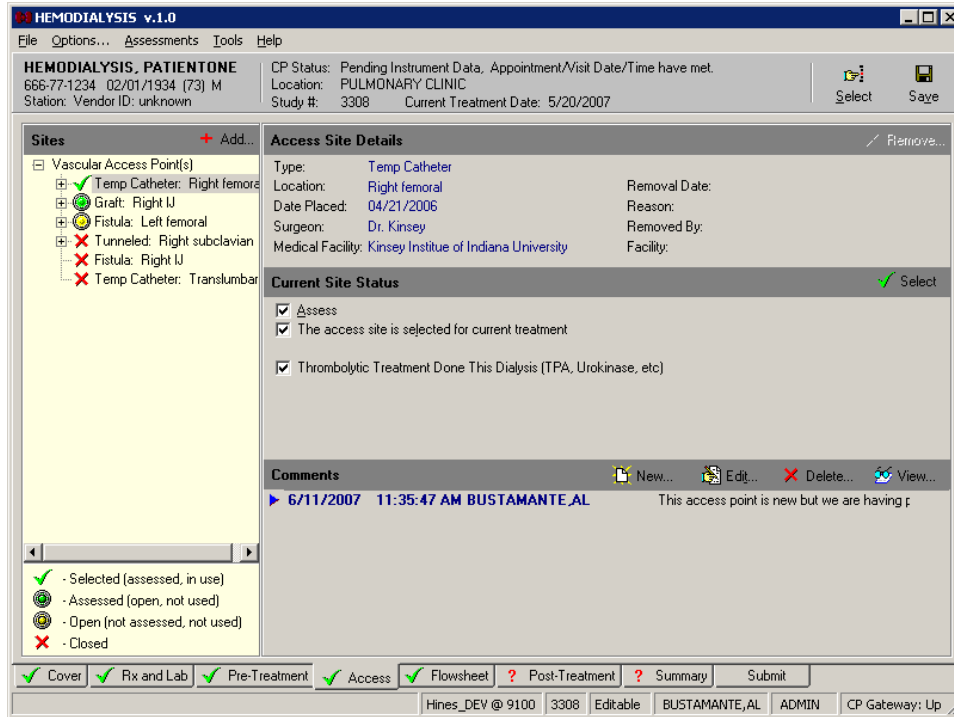 HEMODIALYSIS v.1.0
File Options... Assessments Tools Help
HEMODIALYSIS, PATIENTONE
666-77-1234 02/01/1934 (73) M
Station: Vendor ID: unknown
CP Status: Pending Instrument Data, Appointment/Visit Date/Time have met.
Location: PULMONARY CLINIC
Study #: 3308 Current Treatment Date: 5/20/2007
Select Save
Sites Add...
Vascular Access Point(s)
Temp Catheter: Right femora
Graft: Right IJ
Fistula: Left femoral
Tunneled: Right subclavian
Fistula: Right IJ
Temp Catheter: Translumbar
- Selected (assessed, in use)
- Assessed (open, not used)
- Open (not assessed, not used)
- Closed
Access Site Details Remove...
Type: Temp Catheter
Location: Right femoral Removal Date:
Date Placed: 04/21/2006 Reason:
Surgeon: Dr. Kinsey Removed By:
Medical Facility: Kinsey Institue of Indiana University Facility:
Current Site Status Select
Assess
The access site is selected for current treatment
Thrombolytic Treatment Done This Dialysis (TPA, Urokinase, etc)
Comments New... Edit... Delete... View...
6/11/2007 11:35:47 AM BUSTAMANTE,AL This access point is new but we are having
Cover Rx and Lab Pre-Treatment Access Flowsheet ? Post-Treatment ? Summary Submit
Hines_DEV @ 9100 3308 Editable BUSTAMANTE,AL ADMIN CP Gateway: Up